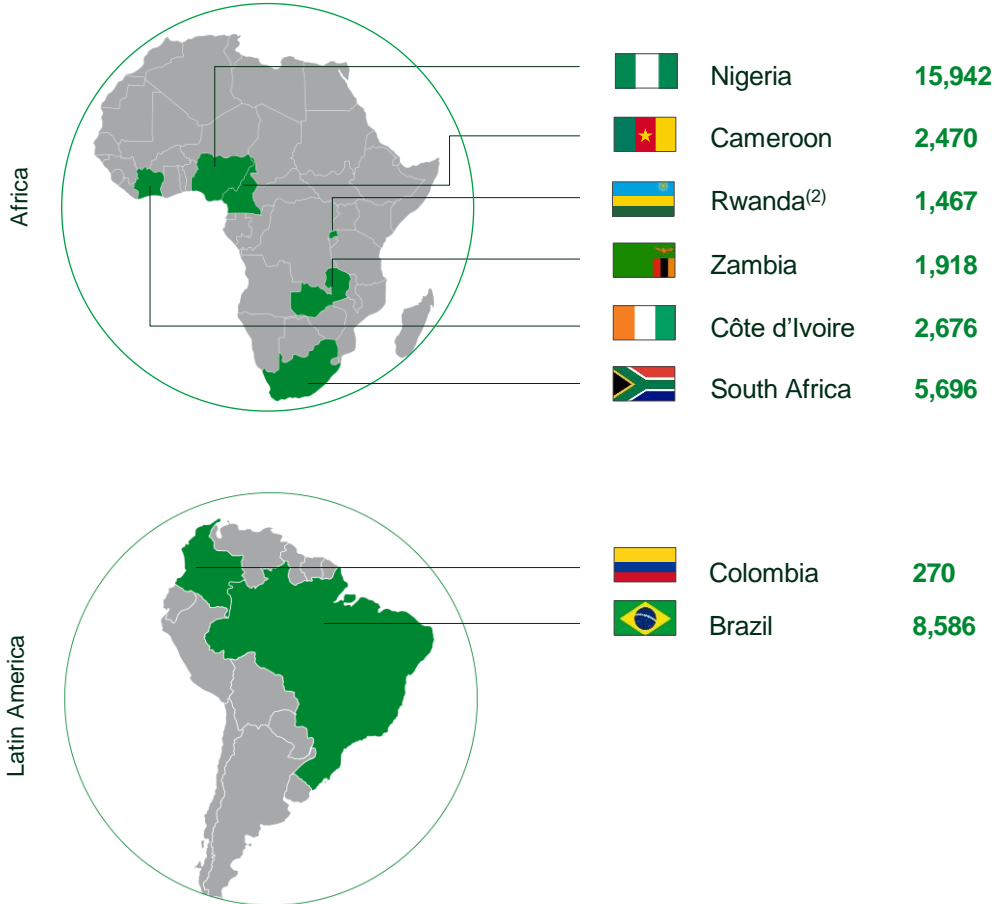 Africa
Nigeria 15,942
Cameroon 2,470
Rwanda(2) 1,467
Zambia 1,918
Côte d’Ivoire 2,676
South Africa 5,696
Latin America
Colombia 270
Brazil 8,586